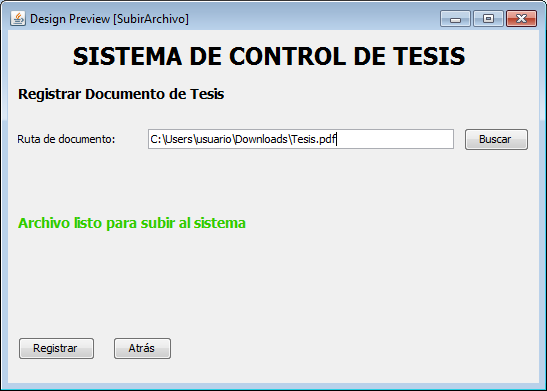 Design Preview [SubirArchivo]
SISTEMA DE CONTROL DE TESIS
Registrar Documento de Tesis
Ruta de documento: C:\Users\usuario\Downloads\Tesis.pdf Buscar
Archivo listo para subir al sistema
Registrar Atrás